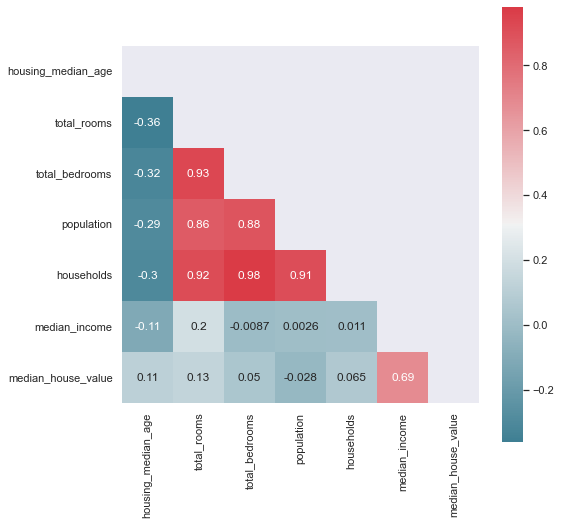 housing_median_age
total_rooms -0.36
total_bedrooms -0.32 0.93
population -0.29 0.86 0.88
households -0.3 0.92 0.98 0.91
median_income -0.11 0.2 -0.0087 0.0026 0.011
median_house_value 0.11 0.13 0.05 -0.028 0.065 0.69
housing_median_age
total_rooms
total_bedrooms
population
households
median_income
median_house_value
0.8
0.6
0.4
0.2
0.0
-0.2